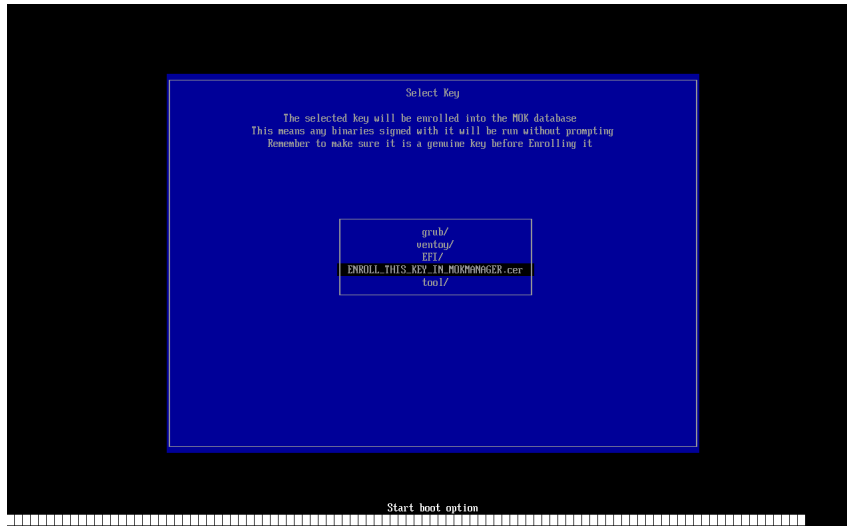 Select Key
The selected key will be enrolled into the MOK database
This means any binaries signed with it will be run without prompting
Remember to make sure it is a genuine key before Enrolling it
grub/
ventoy/
EFI/
ENROLL_THIS_KEY_IN_MOKMANAGER.cer
tool/
Start boot option